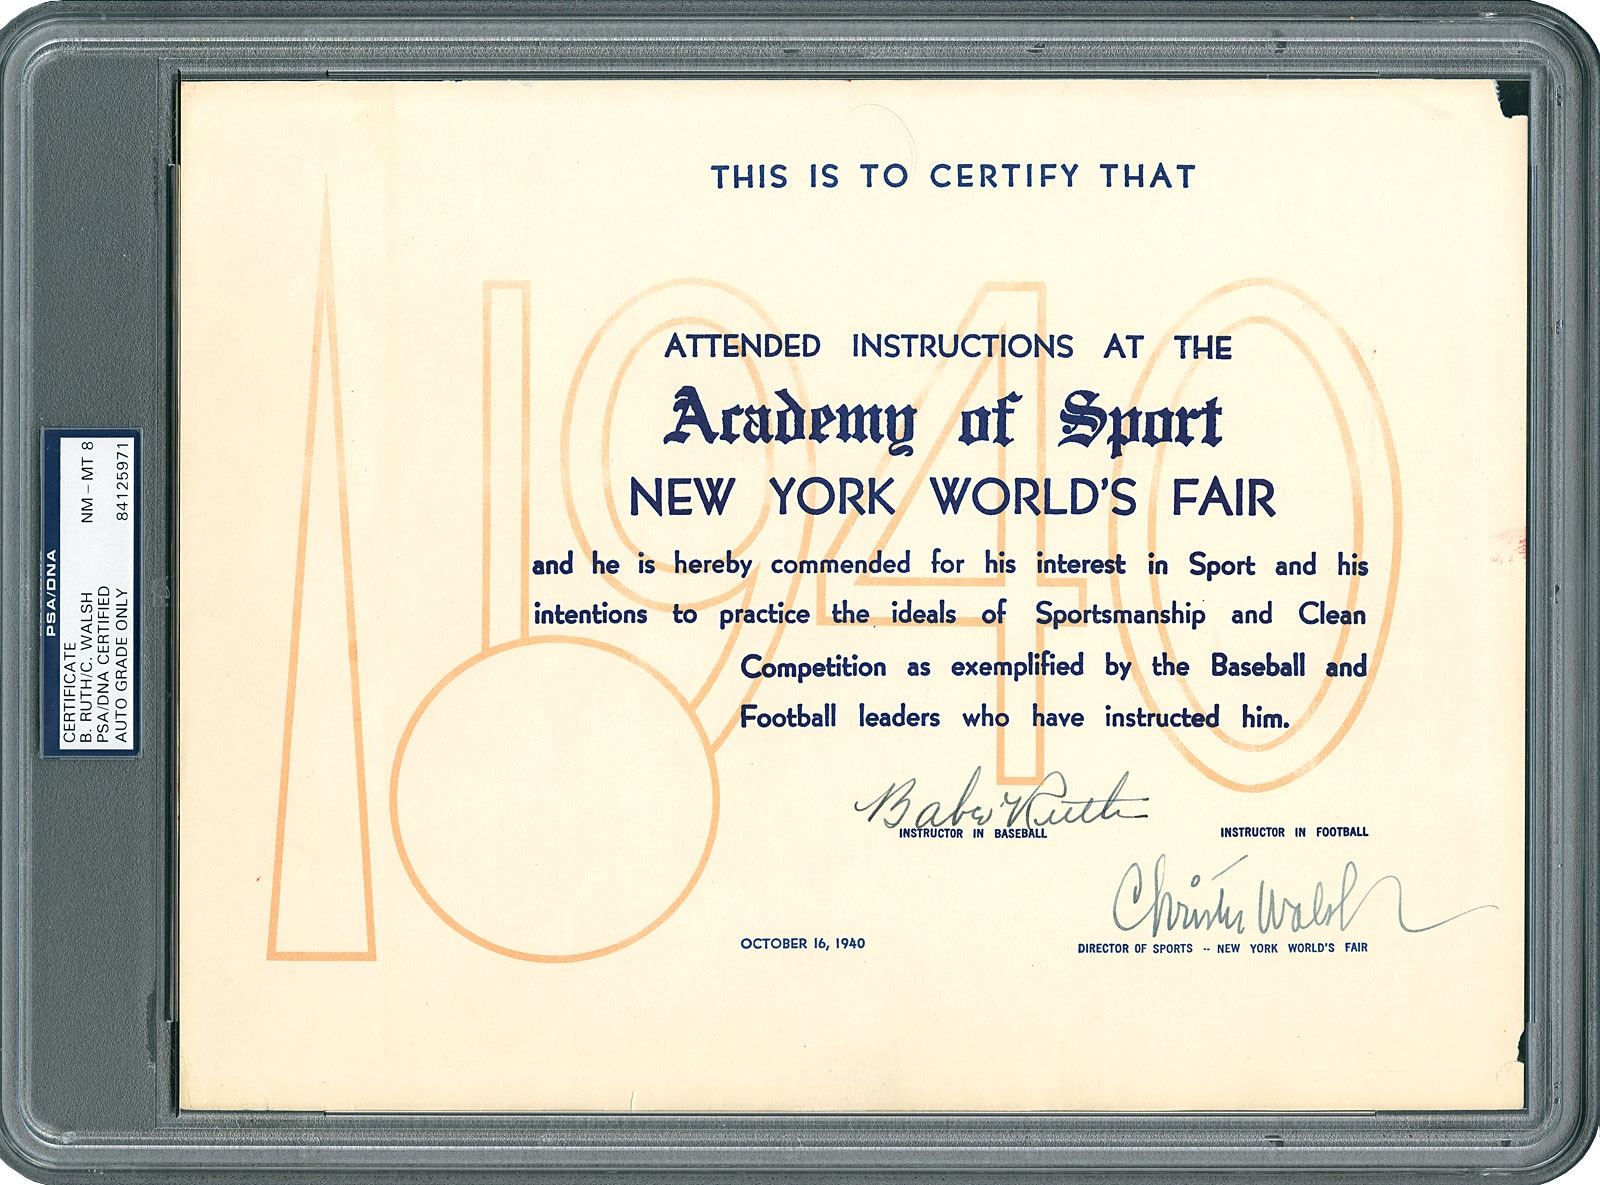 THIS IS TO CERTIFY THAT
1940
ATTENDED INSTRUCTIONS AT THE
Academy of Sport
NEW YORK WORLD'S FAIR
and he is hereby commended for his interest in Sport and his
intentions to practice the ideals of Sportsmanship and Clean
Competition as exemplified by the Baseball and
Football leaders who have instructed him.
Babe Ruth
INSTRUCTOR IN BASEBALL
INSTRUCTOR IN FOOTBALL
Christy Walsh
OCTOBER 16, 1940
DIRECTOR OF SPORTS -- NEW YORK WORLD'S FAIR
PSA/DNA
CERTIFICATE
B. RUTH/C. WALSH NM-MT 8
PSA/DNA CERTIFIED
AUTO GRADE ONLY 84125971